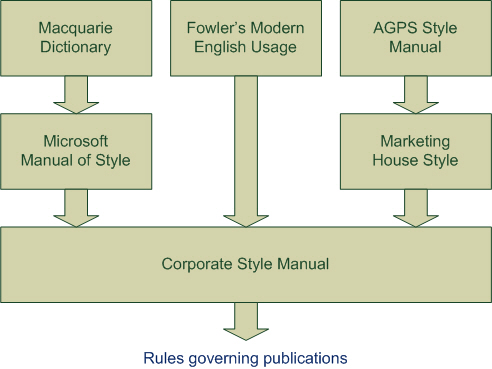 Macquarie
Dictionary
Fowler's Modern
English Usage
AGPS Style
Manual
Microsoft
Manual of Style
Marketing
House Style
Corporate Style Manual
Rules governing publications